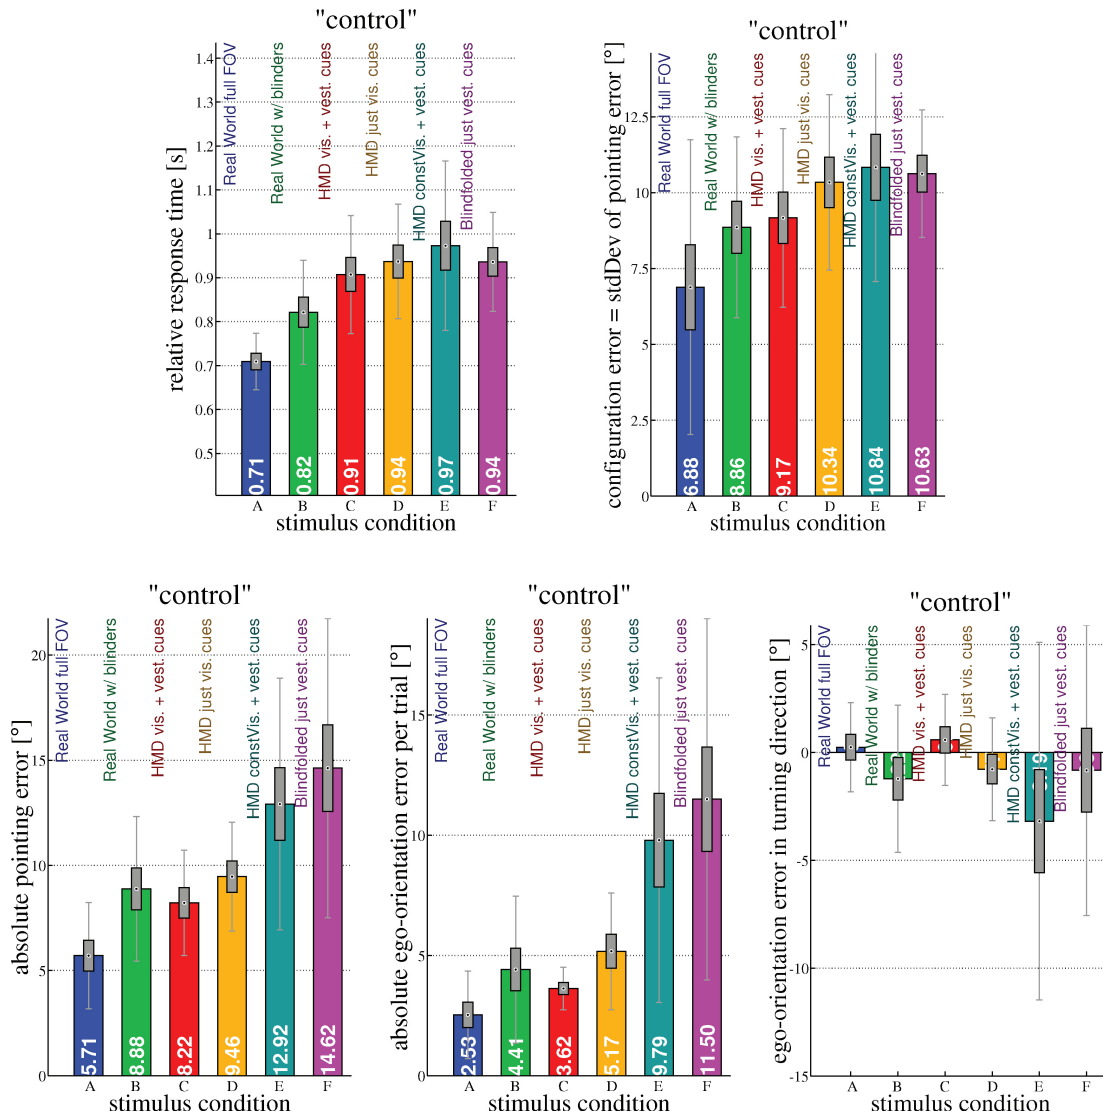 "control"
relative response time [s]
1.4
1.3
1.2
1.1
1
0.9
0.8
0.7
0.6
0.5
Real World full FOV
Real World w/ blinders
HMD vis. + vest. cues
HMD just vis. cues
HMD constVis. + vest. cues
Blindfolded just vest. cues
0.71
0.82
0.91
0.94
0.97
0.94
A B C D E F
stimulus condition
"control"
configuration error = stdDev of pointing error [°]
12.5
10
7.5
5
2.5
0
Real World full FOV
Real World w/ blinders
HMD vis. + vest. cues
HMD just vis. cues
HMD constVis. + vest. cues
Blindfolded just vest. cues
6.88
8.86
9.17
10.34
10.84
10.63
A B C D E F
stimulus condition
"control"
absolute pointing error [°]
20
15
10
5
0
Real World full FOV
Real World w/ blinders
HMD vis. + vest. cues
HMD just vis. cues
HMD constVis. + vest. cues
Blindfolded just vest. cues
5.71
8.88
8.22
9.46
12.92
14.62
A B C D E F
stimulus condition
"control"
absolute ego-orientation error per trial [°]
15
10
5
0
Real World full FOV
Real World w/ blinders
HMD vis. + vest. cues
HMD just vis. cues
HMD constVis. + vest. cues
Blindfolded just vest. cues
2.53
4.41
3.62
5.17
9.79
11.50
A B C D E F
stimulus condition
"control"
ego-orientation error in turning direction [°]
5
0
-5
-10
-15
Real World full FOV
Real World w/ blinders
HMD vis. + vest. cues
HMD just vis. cues
HMD constVis. + vest. cues
Blindfolded just vest. cues
A B C D E F
stimulus condition